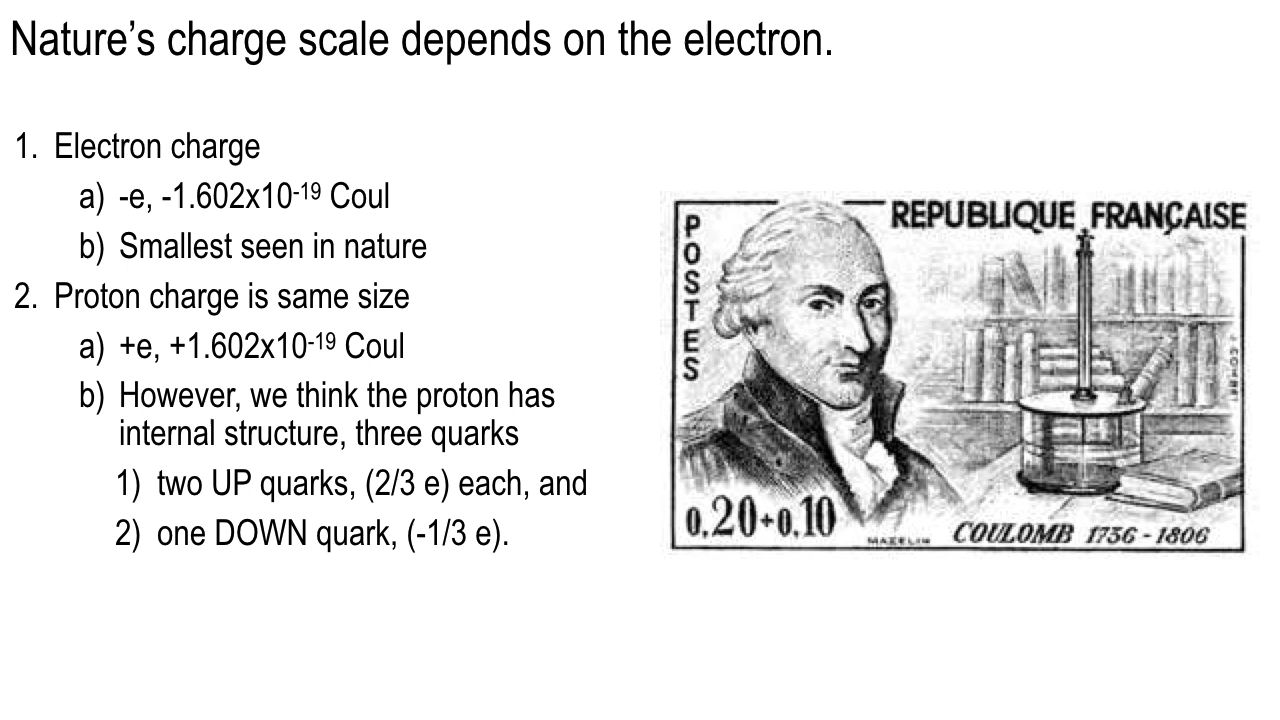 Nature’s charge scale depends on the electron.
1. Electron charge
a) -e, -1.602x10-19 Coul
b) Smallest seen in nature
2. Proton charge is same size
a) +e, +1.602x10-19 Coul
b) However, we think the proton has
internal structure, three quarks
1) two UP quarks, (2/3 e) each, and
2) one DOWN quark, (-1/3 e).
POSTES
REPUBLIQUE FRANÇAISE
0,20+0,10
MAZELIN
COULOMB 1736-1806